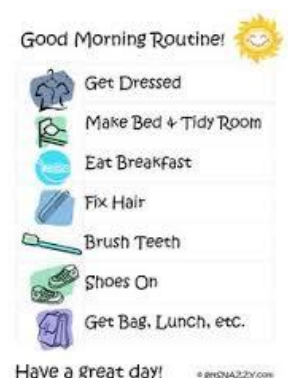 Good Morning Routine!
Get Dressed
Make Bed & Tidy Room
Eat Breakfast
Fix Hair
Brush Teeth
Shoes On
Get Bag, Lunch, etc.
Have a great day!